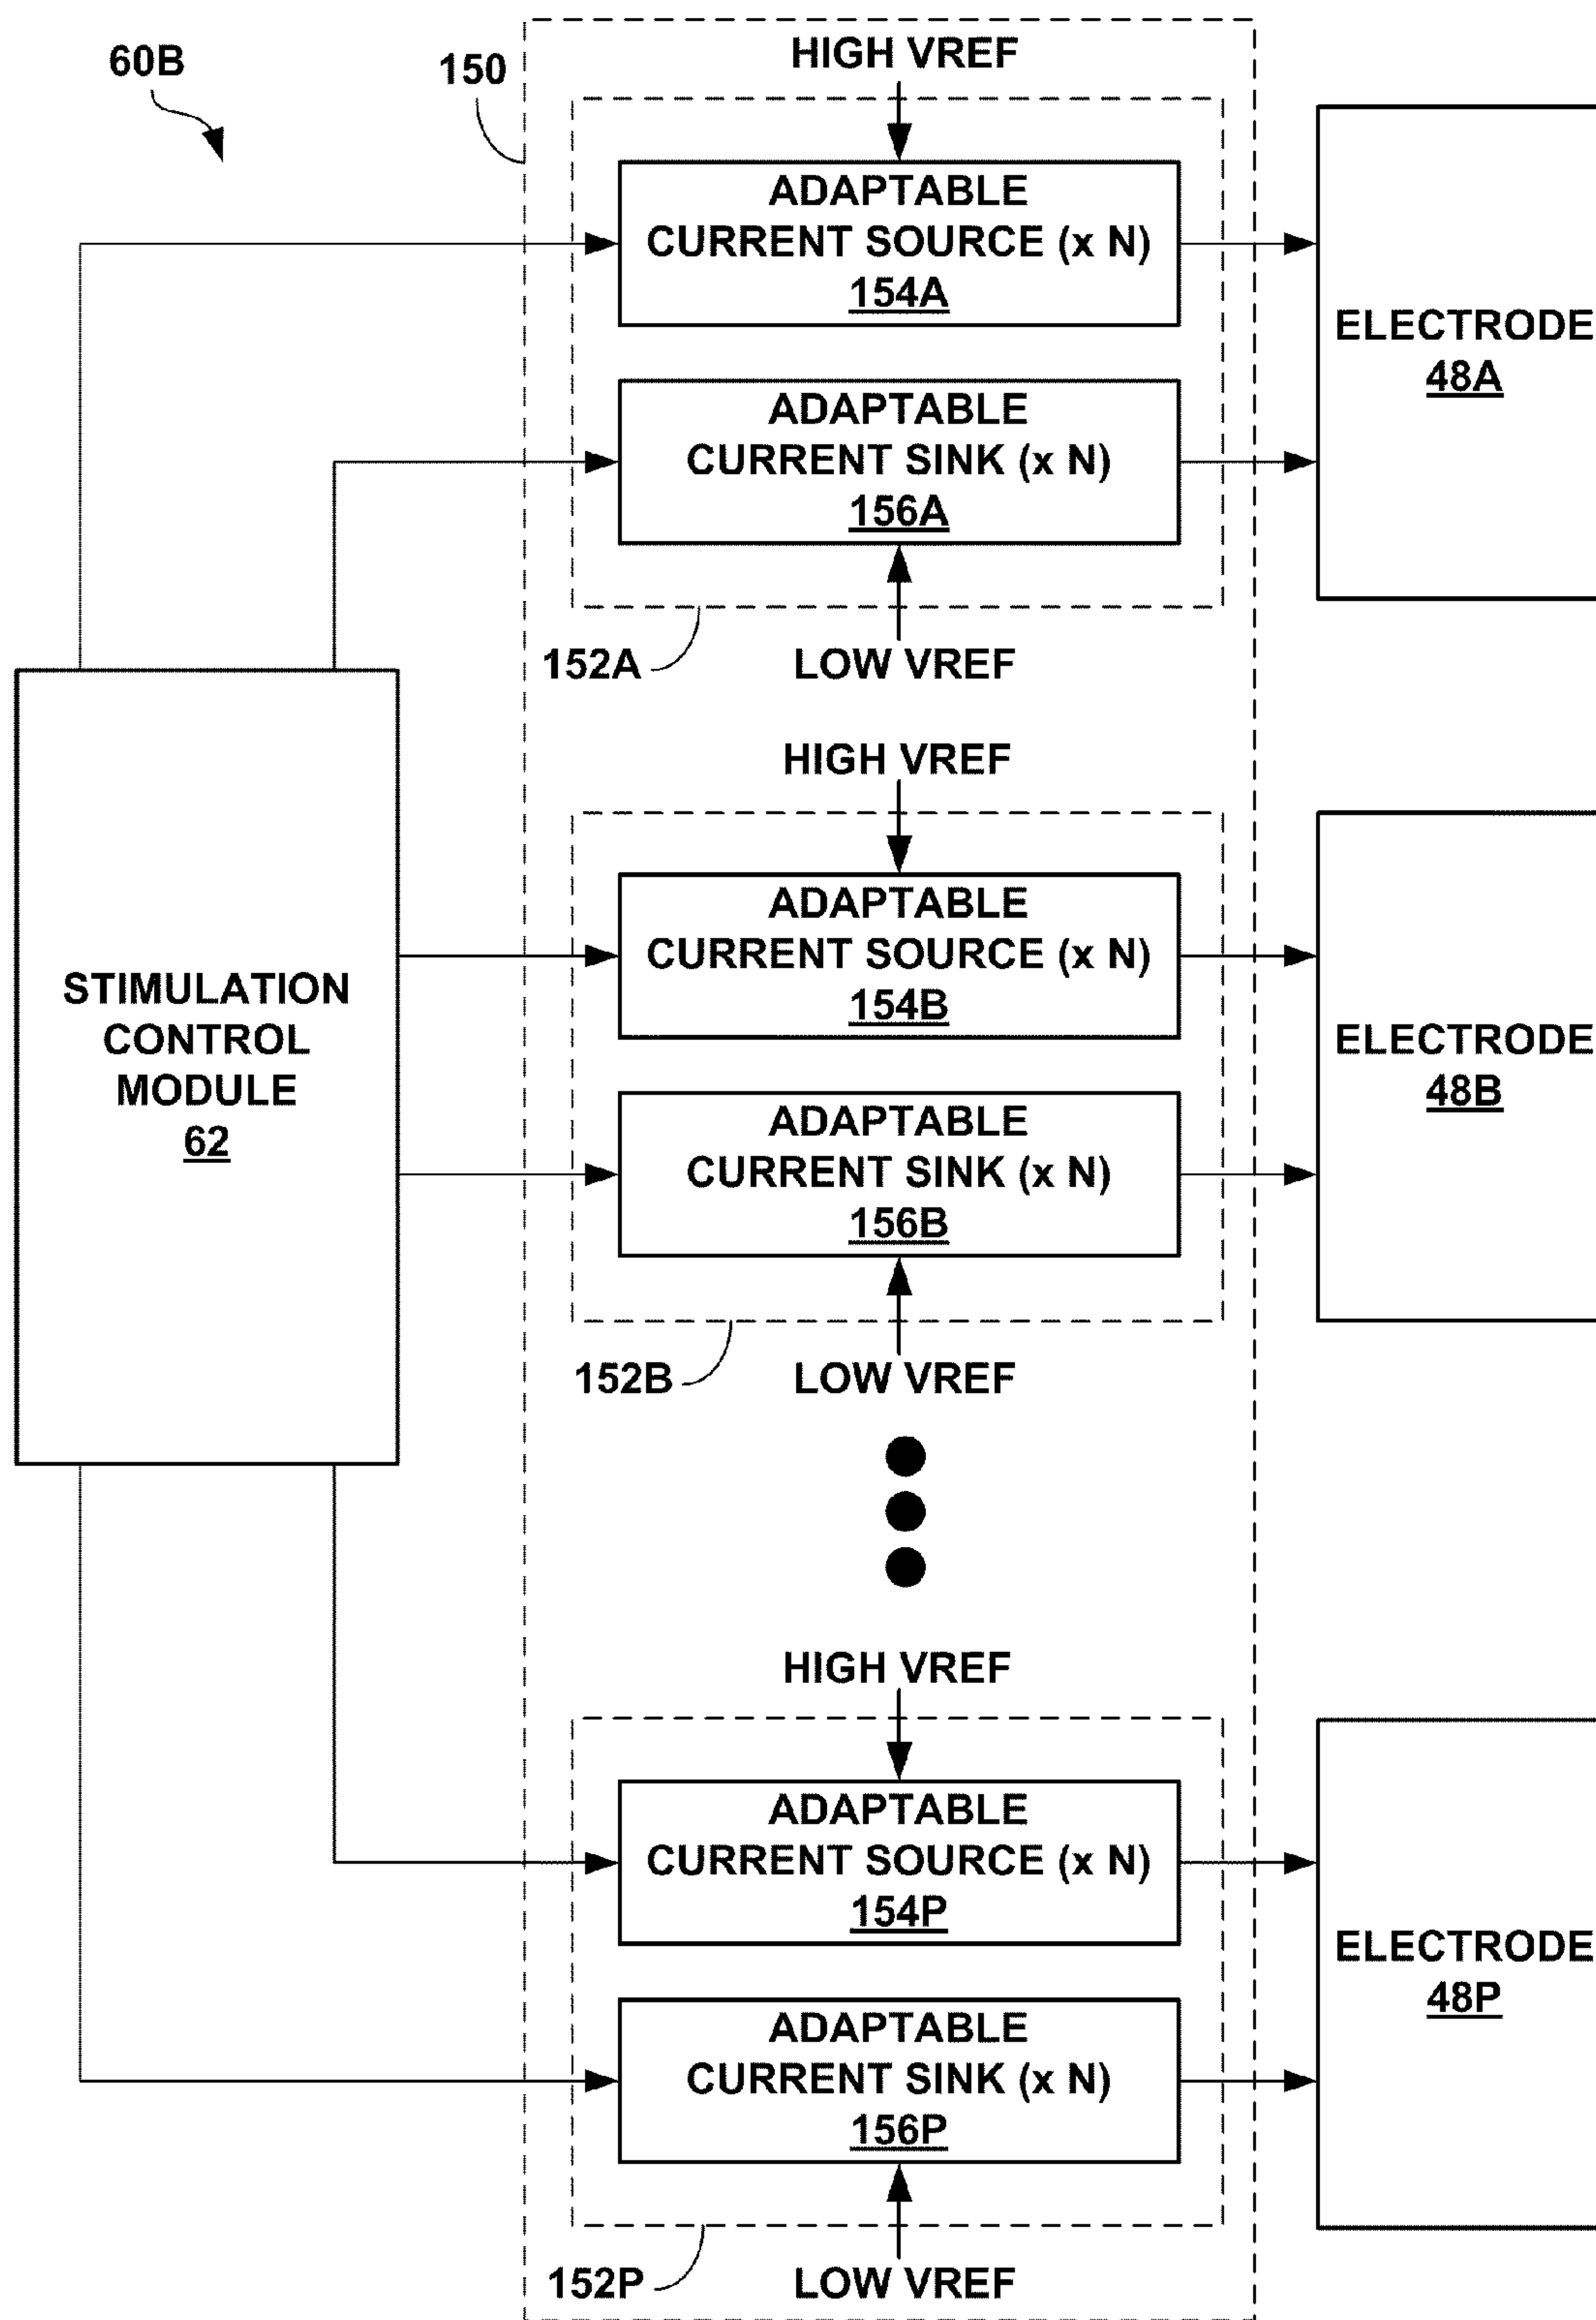 60B
150
HIGH VREF
ADAPTABLE
CURRENT SOURCE (x N)
154A
ELECTRODE
48A
ADAPTABLE
CURRENT SINK (x N)
156A
152A
LOW VREF
HIGH VREF
ADAPTABLE
CURRENT SOURCE (x N)
154B
STIMULATION
CONTROL
MODULE
62
ELECTRODE
48B
ADAPTABLE
CURRENT SINK (x N)
156B
152B
LOW VREF
HIGH VREF
ADAPTABLE
CURRENT SOURCE (x N)
154P
ELECTRODE
48P
ADAPTABLE
CURRENT SINK (x N)
156P
152P
LOW VREF